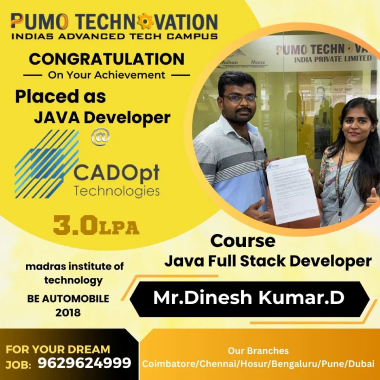 PUMO TECHNOVATION
INDIAS ADVANCED TECH CAMPUS
CONGRATULATION
On Your Achievement
Placed as
JAVA Developer
@
CADOpt
Technologies
3.0LPA
PUMO TECHN VA
INDIA PRIVATE LIMITED
Course
Java Full Stack Developer
madras institute of
technology
BE AUTOMOBILE
2018
Mr.Dinesh Kumar.D
FOR YOUR DREAM
JOB: 9629624999
Our Branches
Coimbatore/Chennai/Hosur/Bengaluru/Pune/Dubai